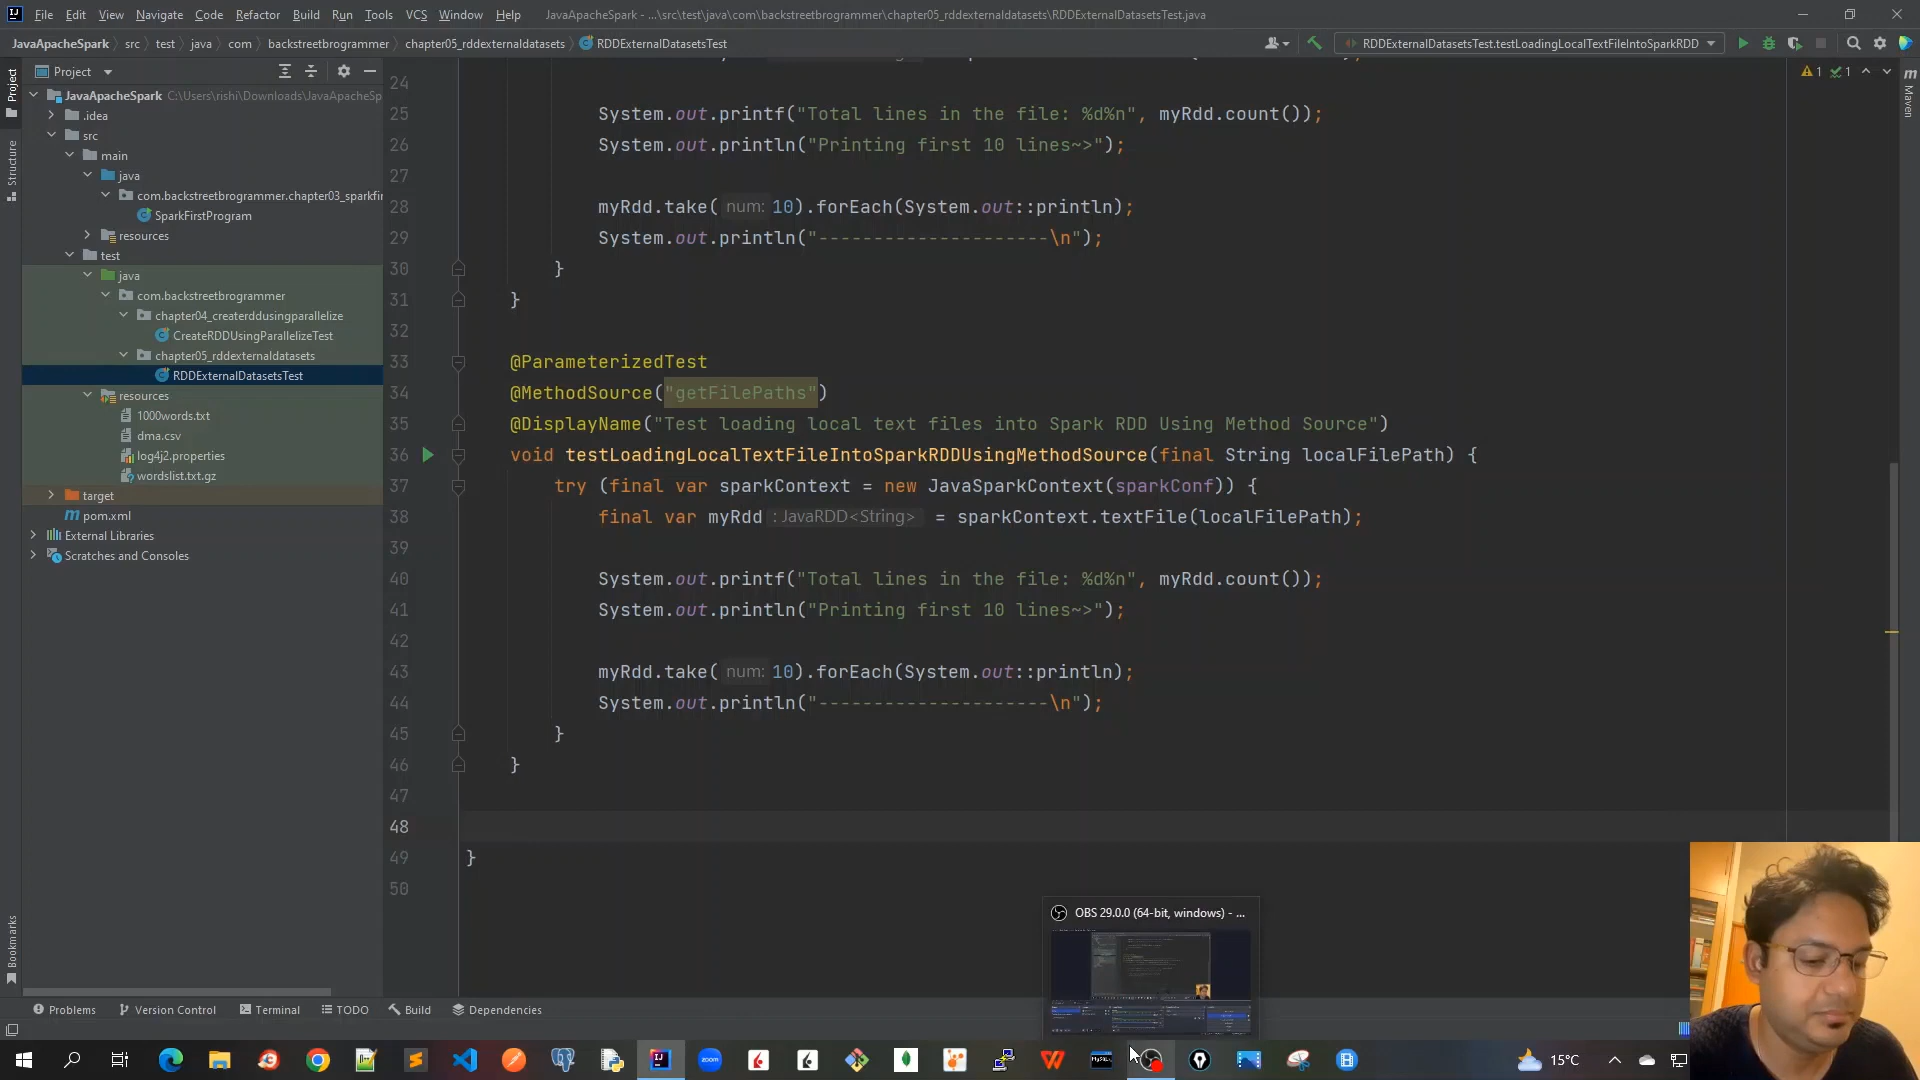 File Edit View Navigate Code Refactor Build Run Tools VCS Window Help JavaApacheSpark - ...\src\test\java\com\backstreetbrogrammer\chapter05_rddexternaldatasets\RDDExternalDatasetsTest.java
JavaApacheSpark src test java com backstreetbrogrammer chapter05_rddexternaldatasets RDDExternalDatasetsTest RDDExternalDatasetsTest.testLoadingLocalTextFileIntoSparkRDD
Project
JavaApacheSpark C:\Users\rishi\Downloads\JavaApacheSp
.idea
src
main
java
com.backstreetbrogrammer.chapter03_sparkfir
SparkFirstProgram
resources
test
java
com.backstreetbrogrammer
chapter04_createrddusingparallelize
CreateRDDUsingParallelizeTest
chapter05_rddexternaldatasets
RDDExternalDatasetsTest
resources
1000words.txt
dma.csv
log4j2.properties
wordslist.txt.gz
target
pom.xml
External Libraries
Scratches and Consoles
Project
Structure
Bookmarks
Maven
1 1
24
25 System.out.printf("Total lines in the file: %d%n", myRdd.count());
26 System.out.println("Printing first 10 lines~>");
27
28 myRdd.take( num: 10).forEach(System.out::println);
29 System.out.println("---------------------\n");
30 }
31 }
32
33 @ParameterizedTest
34 @MethodSource("getFilePaths")
35 @DisplayName("Test loading local text files into Spark RDD Using Method Source")
36 void testLoadingLocalTextFileIntoSparkRDDUsingMethodSource(final String localFilePath) {
37 try (final var sparkContext = new JavaSparkContext(sparkConf)) {
38 final var myRdd : JavaRDD<String> = sparkContext.textFile(localFilePath);
39
40 System.out.printf("Total lines in the file: %d%n", myRdd.count());
41 System.out.println("Printing first 10 lines~>");
42
43 myRdd.take( num: 10).forEach(System.out::println);
44 System.out.println("---------------------\n");
45 }
46 }
47
48
49 }
50
OBS 29.0.0 (64-bit, windows) - ...
Problems Version Control Terminal TODO Build Dependencies
zoom
15°C